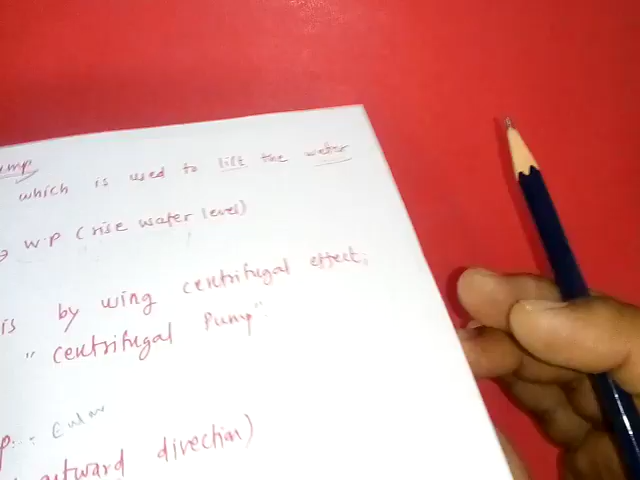 ump
which is used to lift the water
W.P (rise water level)
is by wing centrifugal effect;
" Centrifugal Pump".
p. :-
outward direction)